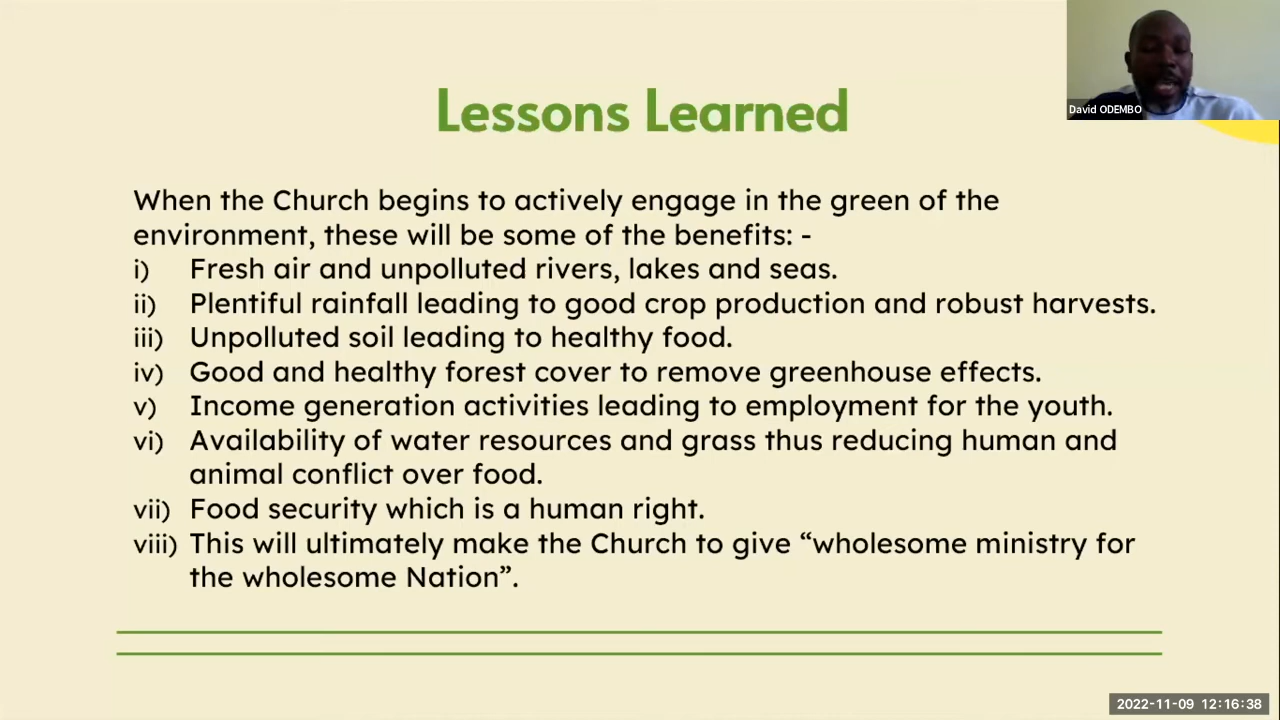 David ODEMBO
Lessons Learned
When the Church begins to actively engage in the green of the
environment, these will be some of the benefits: -
i) Fresh air and unpolluted rivers, lakes and seas.
ii) Plentiful rainfall leading to good crop production and robust harvests.
iii) Unpolluted soil leading to healthy food.
iv) Good and healthy forest cover to remove greenhouse effects.
v) Income generation activities leading to employment for the youth.
vi) Availability of water resources and grass thus reducing human and
animal conflict over food.
vii) Food security which is a human right.
viii) This will ultimately make the Church to give “wholesome ministry for
the wholesome Nation”.
2022-11-09 12:16:38